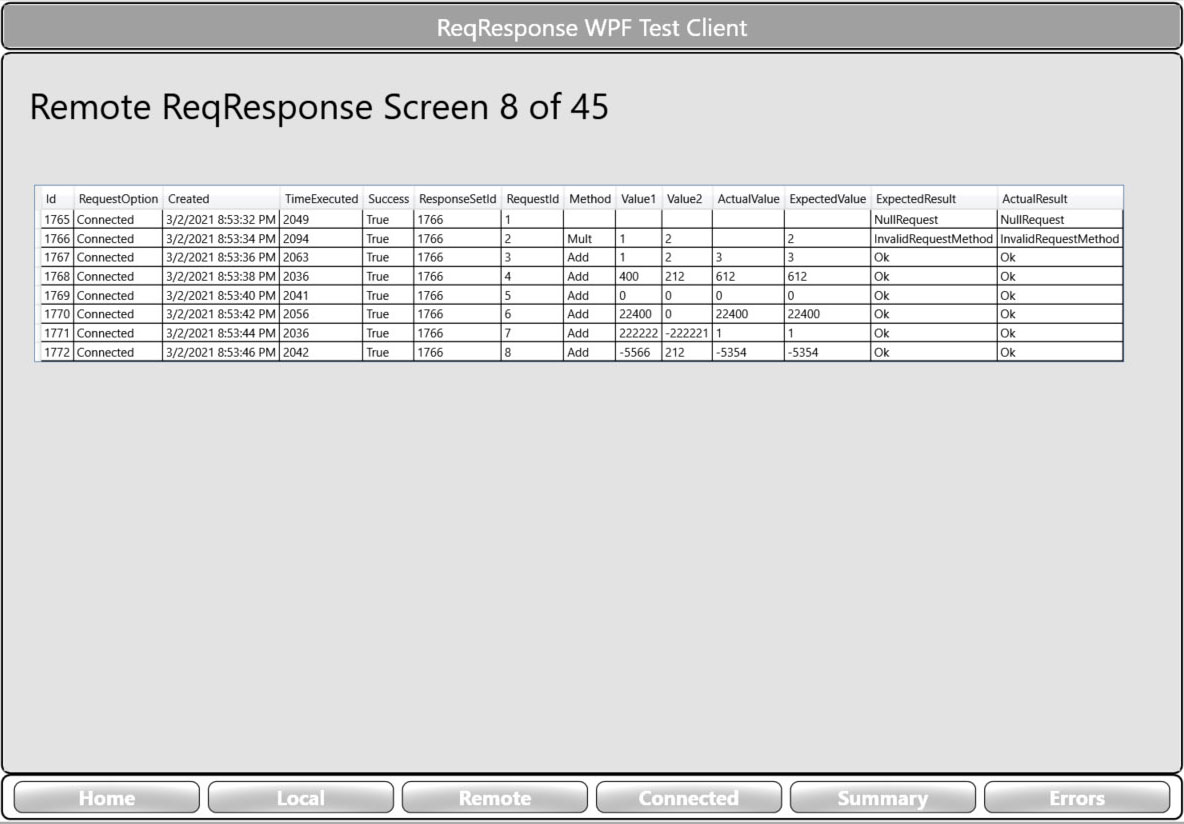 ReqResponse WPF Test Client
Remote ReqResponse Screen 8 of 45
Id RequestOption Created TimeExecuted Success ResponseSetId RequestId Method Value1 Value2 ActualValue ExpectedValue ExpectedResult ActualResult
1765 Connected 3/2/2021 8:53:32 PM 2049 True 1766 1 NullRequest NullRequest
1766 Connected 3/2/2021 8:53:34 PM 2094 True 1766 2 Mult 1 2 2 InvalidRequestMethod InvalidRequestMethod
1767 Connected 3/2/2021 8:53:36 PM 2063 True 1766 3 Add 1 2 3 3 Ok Ok
1768 Connected 3/2/2021 8:53:38 PM 2036 True 1766 4 Add 400 212 612 612 Ok Ok
1769 Connected 3/2/2021 8:53:40 PM 2041 True 1766 5 Add 0 0 0 0 Ok Ok
1770 Connected 3/2/2021 8:53:42 PM 2056 True 1766 6 Add 22400 0 22400 22400 Ok Ok
1771 Connected 3/2/2021 8:53:44 PM 2036 True 1766 7 Add 222222 -222221 1 1 Ok Ok
1772 Connected 3/2/2021 8:53:46 PM 2042 True 1766 8 Add -5566 212 -5354 -5354 Ok Ok
Home Local Remote Connected Summary Errors